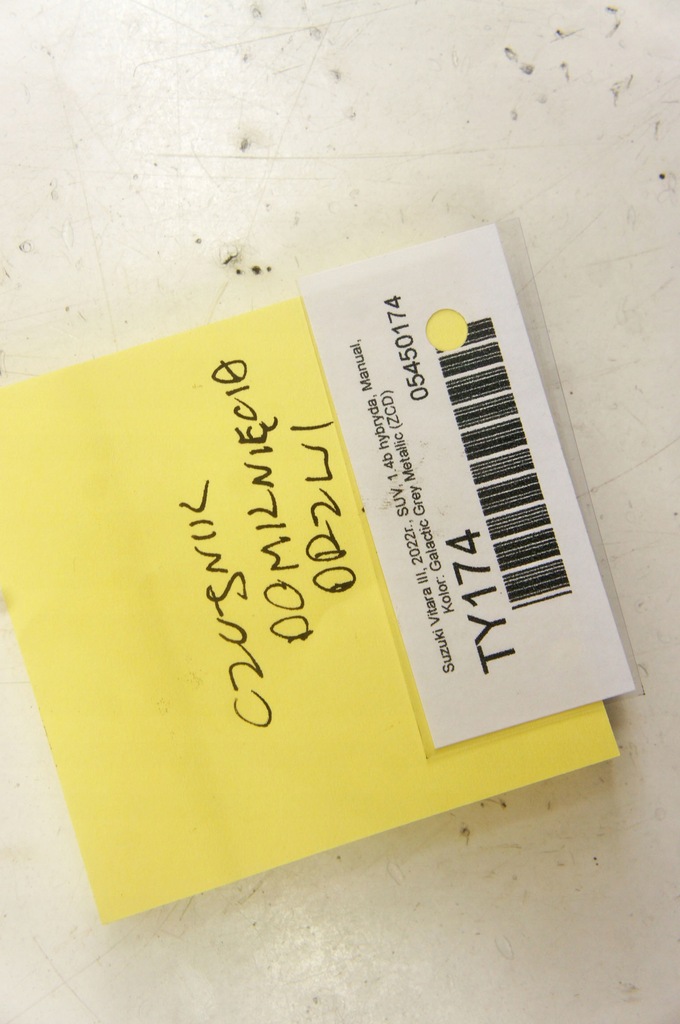 CZUJNIK
DOMKNIĘCIA
DRZWI
Suzuki Vitara III, 2022r., SUV, 1.4b hybryda, Manual,
Kolor: Galactic Grey Metallic (ZCD)
05450174
TY174